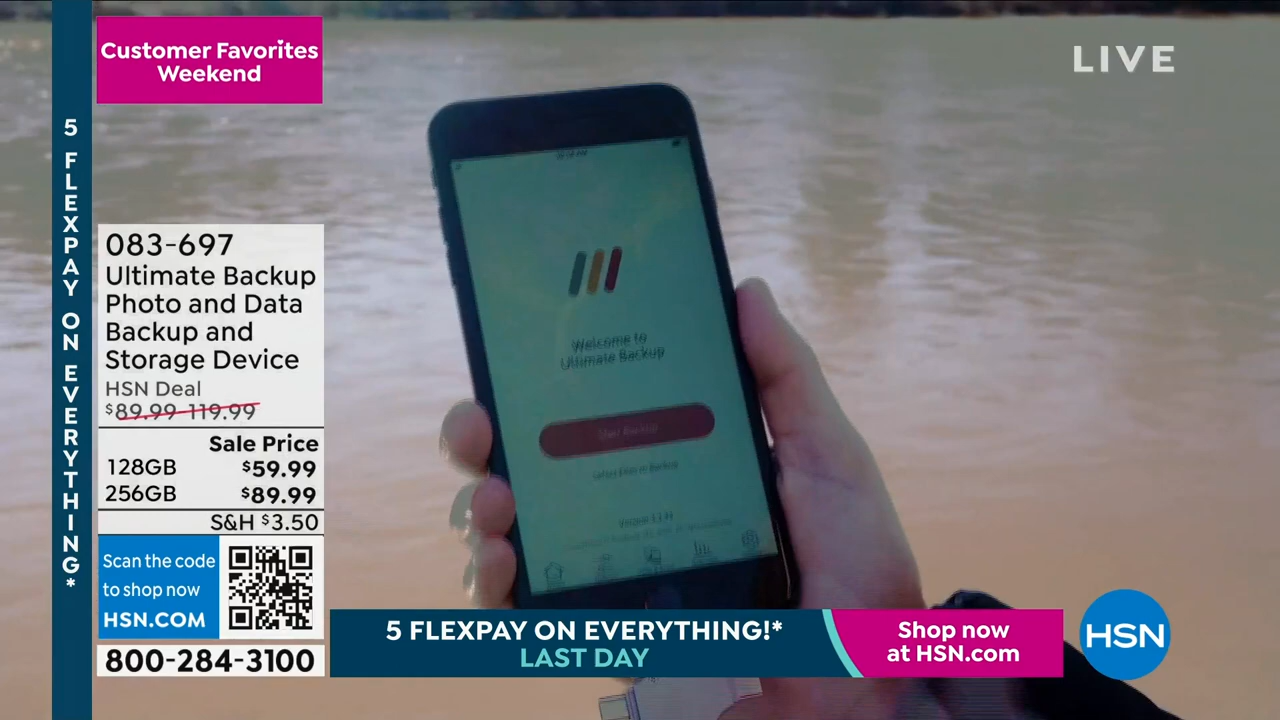 Customer Favorites
Weekend
LIVE
5 FLEXPAY ON EVERYTHING*
083-697
Ultimate Backup
Photo and Data
Backup and
Storage Device
HSN Deal
$89.99-119.99
Sale Price
128GB $59.99
256GB $89.99
S&H $3.50
Scan the code
to shop now
HSN.COM
800-284-3100
Welcome to
Ultimate Backup
Start Backup
5 FLEXPAY ON EVERYTHING!*
LAST DAY
Shop now
at HSN.com
HSN